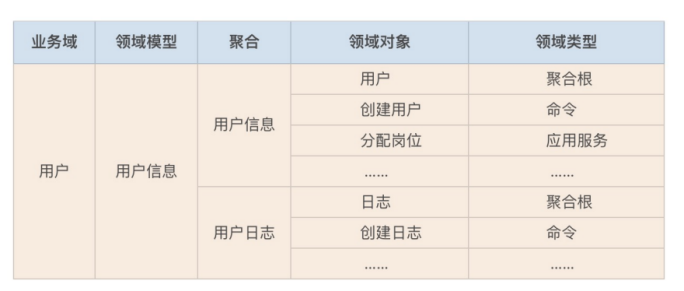 业务域 领域模型 聚合 领域对象 领域类型
用户 用户信息 用户信息 用户 聚合根
创建用户 命令
分配岗位 应用服务
…… ……
用户日志 日志 聚合根
创建日志 命令
…… ……